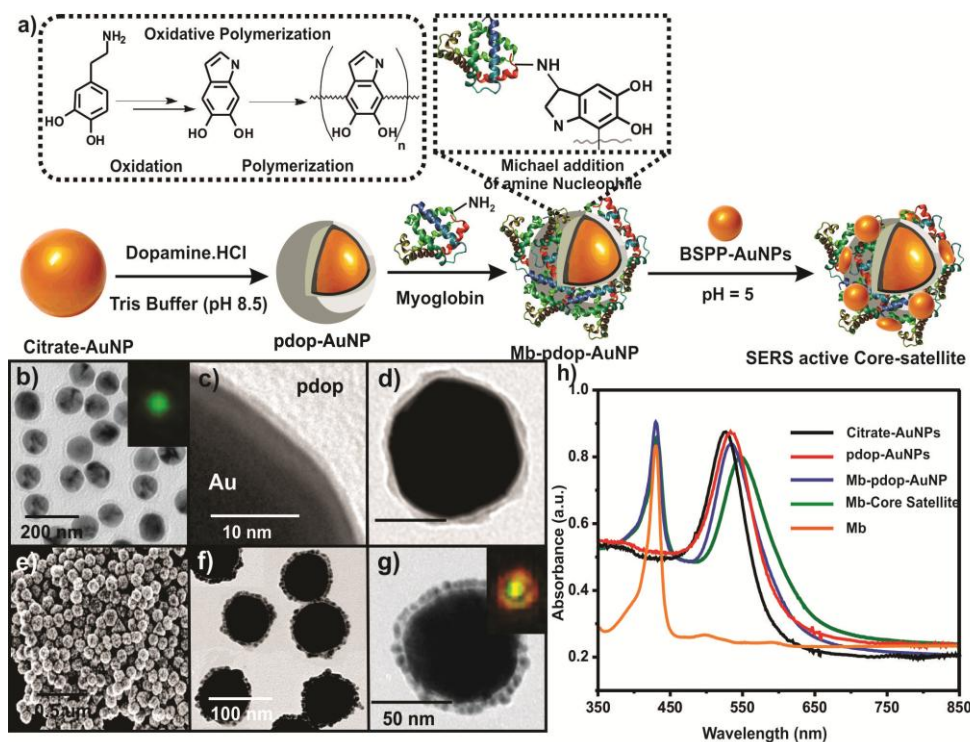 a)
Oxidative Polymerization
NH2
HO
OH
Oxidation
N
HO
OH
Polymerization
N
HO
OH
n
NH
N
OH
OH
Michael addition
of amine Nucleophile
Citrate-AuNP
Dopamine.HCl
Tris Buffer (pH 8.5)
pdop-AuNP
NH2
Myoglobin
Mb-pdop-AuNP
BSPP-AuNPs
pH = 5
SERS active Core-satellite
b)
200 nm
c)
pdop
Au
10 nm
d)
e)
0.5 um
f)
100 nm
g)
50 nm
h)
Absorbance (a.u.)
1.0
0.8
0.6
0.4
0.2
Citrate-AuNPs
pdop-AuNPs
Mb-pdop-AuNP
Mb-Core Satellite
Mb
350 450 550 650 750 850
Wavelength (nm)